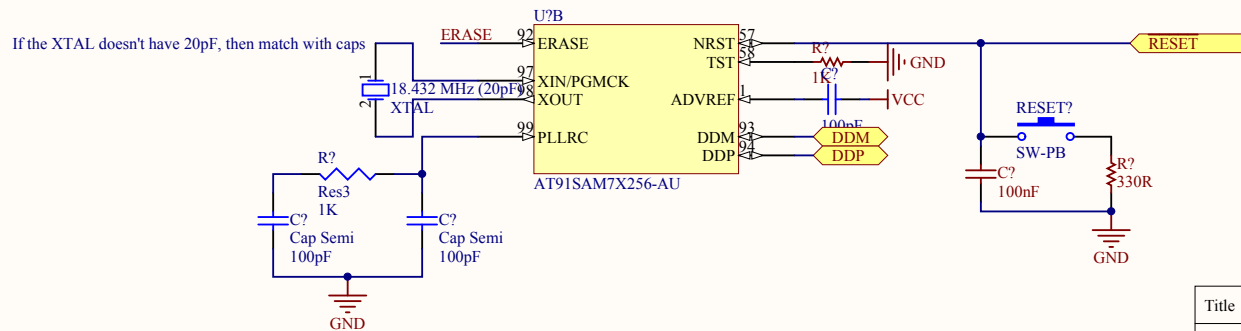 U?B
If the XTAL doesn't have 20pF, then match with caps
ERASE
92
ERASE
NRST
57
RESET
58
TST
R?
1K
GND
97
XIN/PGMCK
1
18.432 MHz (20pF)
98
XOUT
2
XTAL
ADVREF
1
C?
100pF
VCC
RESET?
SW-PB
99
PLLRC
DDM
93
DDM
DDP
94
DDP
AT91SAM7X256-AU
R?
Res3
1K
C?
100nF
R?
330R
C?
Cap Semi
100pF
C?
Cap Semi
100pF
GND
GND
Title